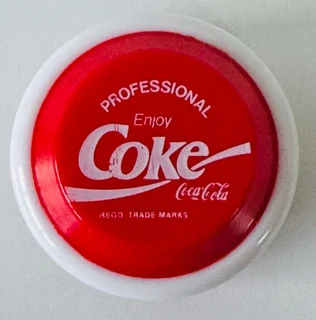 PROFESSIONAL
Enjoy
Coke
Coca-Cola
REGD. TRADE MARKS